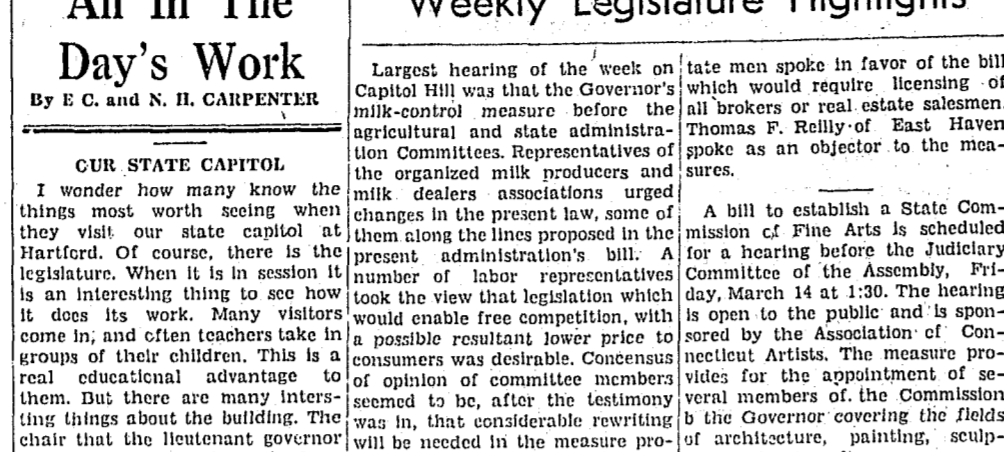 All In The
Day's Work
By E C. and N. H. CARPENTER
OUR STATE CAPITOL
I wonder how many know the
things most worth seeing when
they visit our state capitol at
Hartford. Of course, there is the
legislature. When it is in session it
is an interesting thing to see how
it does its work. Many visitors
come in, and often teachers take in
groups of their children. This is a
real educational advantage to
them. But there are many inters-
ting things about the building. The
chair that the lieutenant governor
Weekly Legislature Highlights
Largest hearing of the week on
Capitol Hill was that the Governor's
milk-control measure before the
agricultural and state administra-
tion Committees. Representatives of
the organized milk producers and
milk dealers associations urged
changes in the present law, some of
them along the lines proposed in the
present administration's bill. A
number of labor representatives
took the view that legislation which
would enable free competition, with
a possible resultant lower price to
consumers was desirable. Concensus
of opinion of committee members
seemed to be, after the testimony
was in, that considerable rewriting
will be needed in the measure pro-
tate men spoke in favor of the bill
which would require licensing of
all brokers or real estate salesmen.
Thomas F. Reilly of East Haven
spoke as an objector to the mea-
sures.
A bill to establish a State Com-
mission of Fine Arts is scheduled
for a hearing before the Judiciary
Committee of the Assembly, Fri-
day, March 14 at 1:30. The hearing
is open to the public and is spon-
sored by the Association of Con-
necticut Artists. The measure pro-
vides for the appointment of se-
veral members of. the Commission
b the Governor covering the fields
of architecture, painting, sculp-